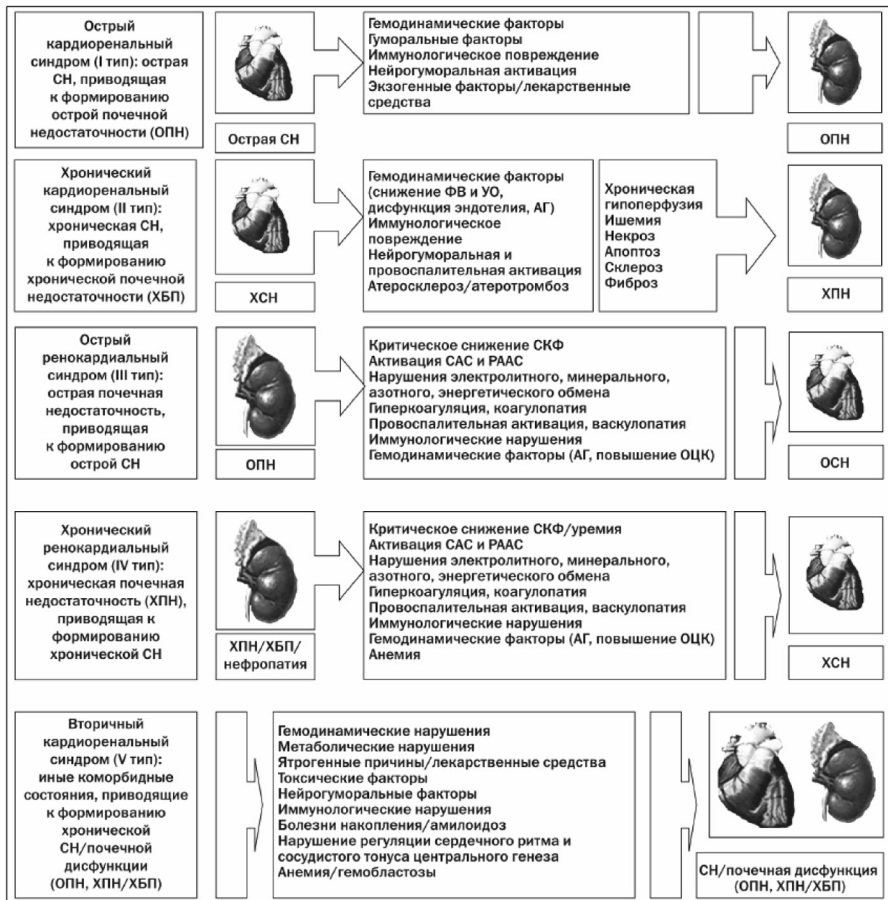 Острый
кардиоренальный
синдром (I тип): острая
СН, приводящая
к формированию
острой почечной
недостаточности (ОПН)
Острая СН
Гемодинамические факторы
Гуморальные факторы
Иммунологическое повреждение
Нейрогуморальная активация
Экзогенные факторы/лекарственные
средства
ОПН
Хронический
кардиоренальный
синдром (II тип):
хроническая СН,
приводящая
к формированию
хронической почечной
недостаточности (ХБП)
ХСН
Гемодинамические факторы
(снижение ФВ и УО,
дисфункция эндотелия, АГ)
Иммунологическое
повреждение
Нейрогуморальная и
провоспалительная активация
Атеросклероз/атеротромбоз
Хроническая
гипоперфузия
Ишемия
Некроз
Апоптоз
Склероз
Фиброз
ХПН
Острый
ренокардиальный
синдром (III тип):
острая почечная
недостаточность,
приводящая
к формированию
острой СН
ОПН
Критическое снижение СКФ
Активация САС и РААС
Нарушения электролитного, минерального,
азотного, энергетического обмена
Гиперкоагуляция, коагулопатия
Провоспалительная активация, васкулопатия
Иммунологические нарушения
Гемодинамические факторы (АГ, повышение ОЦК)
ОСН
Хронический
ренокардиальный
синдром (IV тип):
хроническая почечная
недостаточность (ХПН),
приводящая к
формированию
хронической СН
ХПН/ХБП/
нефропатия
Критическое снижение СКФ/уремия
Активация САС и РААС
Нарушения электролитного, минерального,
азотного, энергетического обмена
Гиперкоагуляция, коагулопатия
Провоспалительная активация, васкулопатия
Иммунологические нарушения
Гемодинамические факторы (АГ, повышение ОЦК)
Анемия
ХСН
Вторичный
кардиоренальный
синдром (V тип):
иные коморбидные
состояния, приводящие
к формированию
хронической
СН/почечной
дисфункции
(ОПН, ХПН/ХБП)
Гемодинамические нарушения
Метаболические нарушения
Ятрогенные причины/лекарственные средства
Токсические факторы
Нейрогуморальные факторы
Иммунологические нарушения
Болезни накопления/амилоидоз
Нарушение регуляции сердечного ритма и
сосудистого тонуса центрального генеза
Анемия/гемобластозы
СН/почечная дисфункция
(ОПН, ХПН/ХБП)